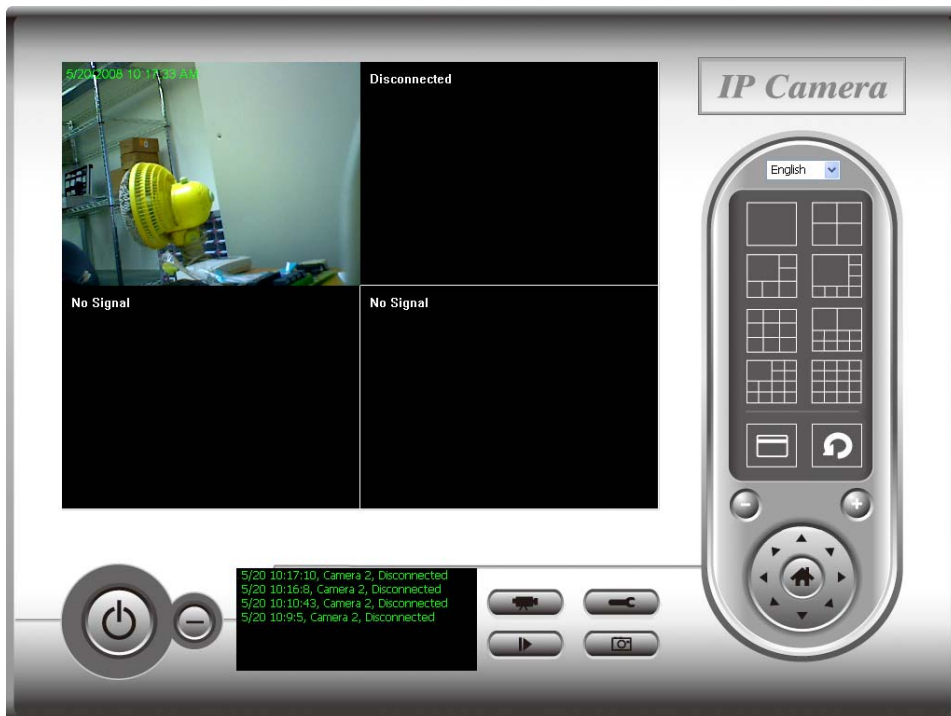 5/20/2008 10:17:33 AM
Disconnected
No Signal
No Signal
IP Camera
English
5/20 10:17:10, Camera 2, Disconnected
5/20 10:16:8, Camera 2, Disconnected
5/20 10:10:43, Camera 2, Disconnected
5/20 10:9:5, Camera 2, Disconnected